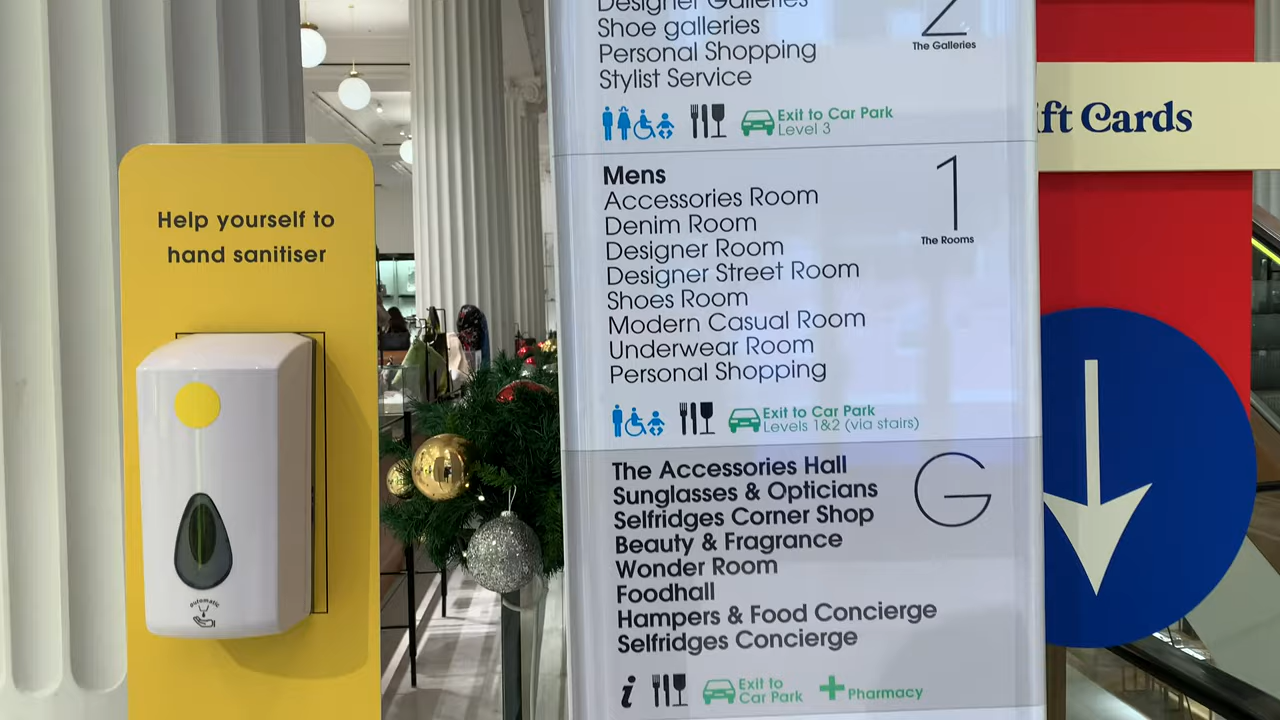 Help yourself to
hand sanitiser
automatic
Designer Galleries
Shoe galleries
Personal Shopping
Stylist Service
2
The Galleries
Exit to Car Park
Level 3
Mens
Accessories Room
Denim Room
Designer Room
Designer Street Room
Shoes Room
Modern Casual Room
Underwear Room
Personal Shopping
1
The Rooms
Exit to Car Park
Levels 1&2 (via stairs)
The Accessories Hall
Sunglasses & Opticians
Selfridges Corner Shop
Beauty & Fragrance
Wonder Room
Foodhall
Hampers & Food Concierge
Selfridges Concierge
G
i
Exit to
Car Park
Pharmacy
ift Cards